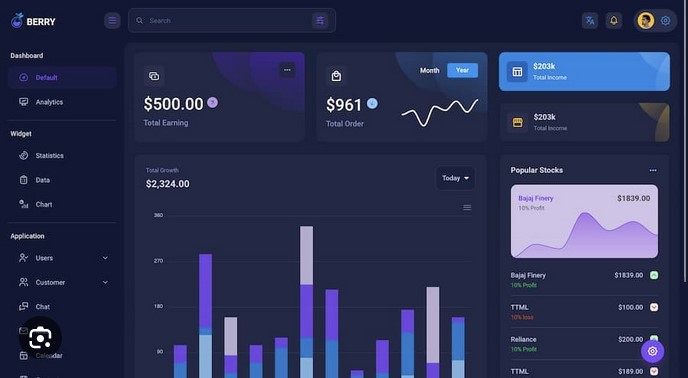 BERRY
Search
Dashboard
Default
Analytics
Widget
Statistics
Data
Chart
Application
Users
Customer
Chat
Calendar
$500.00
Total Earning
Month
Year
$961
Total Order
$203k
Total Income
$203k
Total Income
Total Growth
$2,324.00
Today
360
270
180
90
Popular Stocks
Bajaj Finery
$1839.00
10% Profit
Bajaj Finery
$1839.00
10% Profit
TTML
$100.00
10% loss
Reliance
$200.00
10% Profit
TTML
$189.00